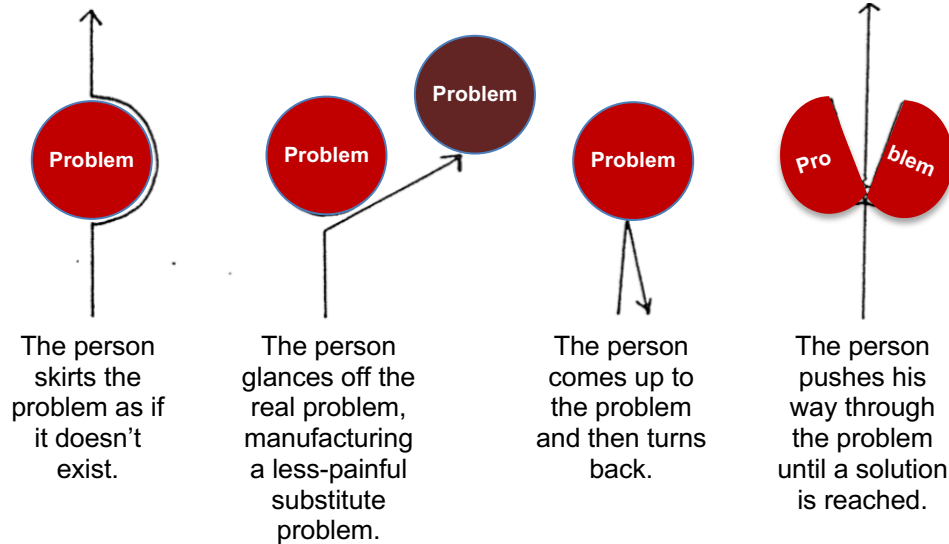 Problem
Problem
Problem
Problem
Pro
blem
The person
skirts the
problem as if
it doesn’t
exist.
The person
glances off the
real problem,
manufacturing
a less-painful
substitute
problem.
The person
comes up to
the problem
and then turns
back.
The person
pushes his
way through
the problem
until a solution
is reached.